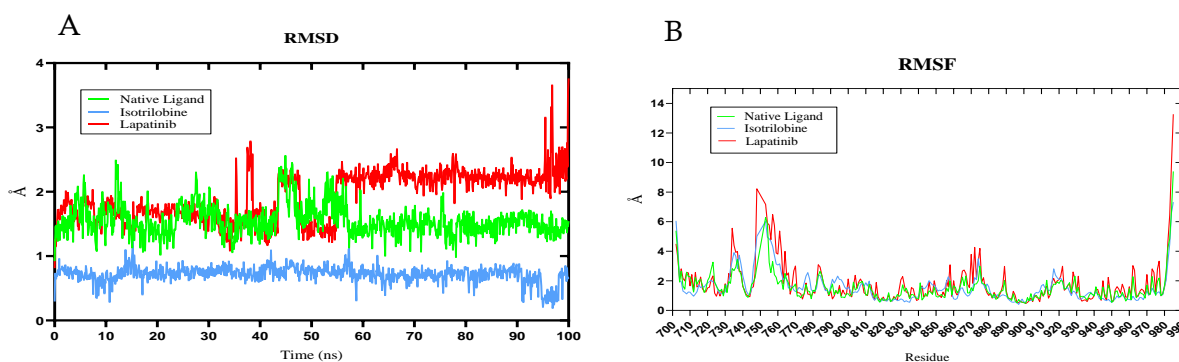 A
RMSD
4
3
2
1
0
Å
Native Ligand
Isotrilobine
Lapatinib
0 10 20 30 40 50 60 70 80 90 100
Time (ns)
B
RMSF
14
12
10
8
6
4
2
0
Å
Native Ligand
Isotrilobine
Lapatinib
700 710 720 730 740 750 760 770 780 790 800 810 820 830 840 850 860 870 880 890 900 910 920 930 940 950 960 970 980
Residue